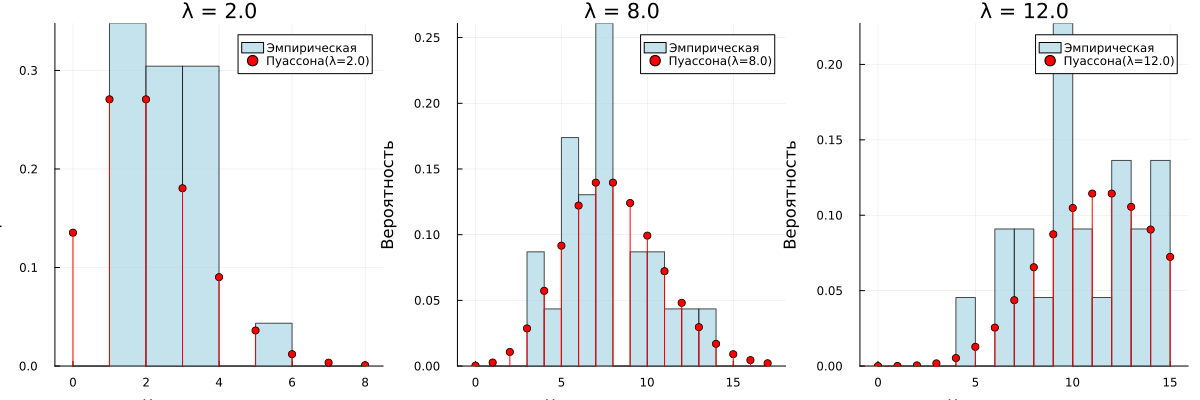 λ = 2.0
Эмпирическая
Пуассона(λ=2.0)
0.3
0.2
0.1
0.0
0 2 4 6 8
λ = 8.0
Эмпирическая
Пуассона(λ=8.0)
Вероятность
0.25
0.20
0.15
0.10
0.05
0.00
0 5 10 15
λ = 12.0
Эмпирическая
Пуассона(λ=12.0)
Вероятность
0.20
0.15
0.10
0.05
0.00
0 5 10 15